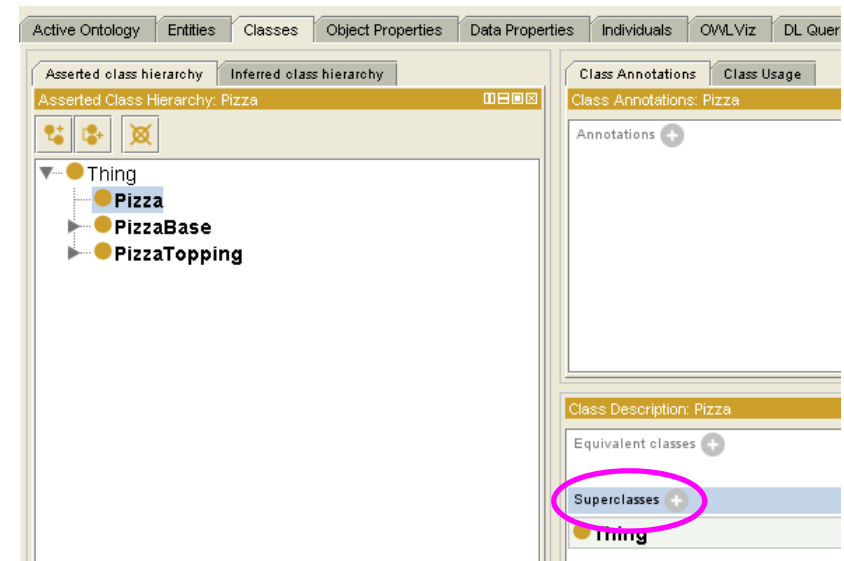 Active Ontology Entities Classes Object Properties Data Properties Individuals OWLViz DL Quer
Asserted class hierarchy Inferred class hierarchy
Asserted Class Hierarchy: Pizza
Thing
Pizza
PizzaBase
PizzaTopping
Class Annotations Class Usage
Class Annotations: Pizza
Annotations
Class Description: Pizza
Equivalent classes
Superclasses
Thing